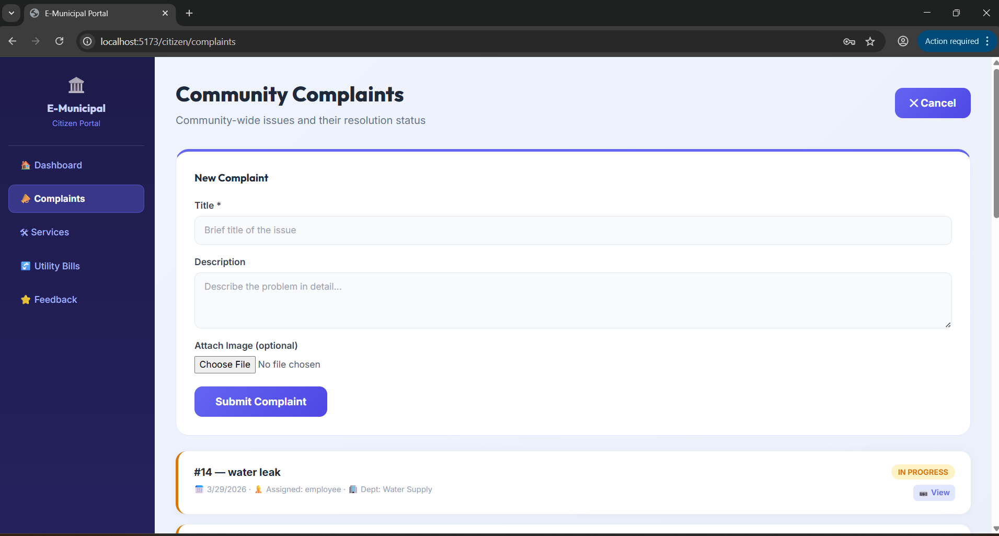 E-Municipal Portal
localhost:5173/citizen/complaints
Action required
E-Municipal
Citizen Portal
Dashboard
Complaints
Services
Utility Bills
Feedback
Community Complaints
Community-wide issues and their resolution status
✕ Cancel
New Complaint
Title *
Brief title of the issue
Description
Describe the problem in detail...
Attach Image (optional)
Choose File No file chosen
Submit Complaint
#14 — water leak
IN PROGRESS
3/29/2026 · Assigned: employee · Dept: Water Supply
View